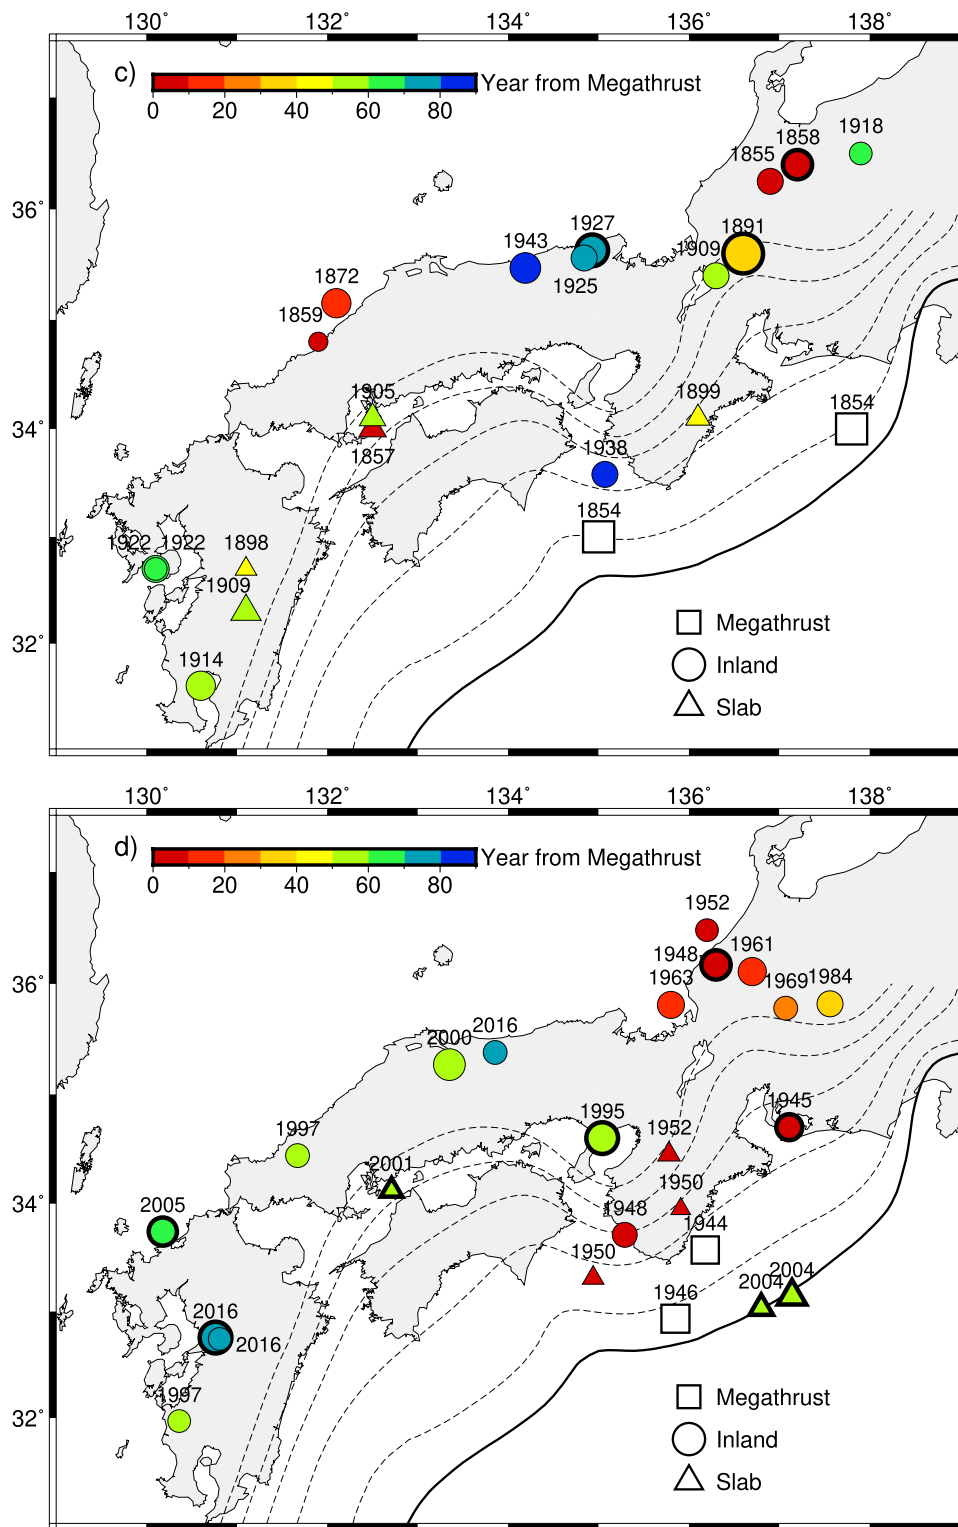 130˚ 132˚ 134˚ 136˚ 138˚
c) Year from Megathrust
0 20 40 60 80
1918
1858
1855
36˚
1927
1891
1943
1909
1925
1872
1859
1905
1899
1854
34˚
1857
1938
1854
1922 1922 1898
1909
Megathrust
32˚
1914
Inland
Slab
130˚ 132˚ 134˚ 136˚ 138˚
d) Year from Megathrust
0 20 40 60 80
1952
1948 1961
36˚
1963 1969 1984
2000 2016
1995 1945
1997 1952
2001
34˚
2005 1950
1948 1944
1950
2004 2004
1946
2016
2016
1997
Megathrust
32˚
Inland
Slab